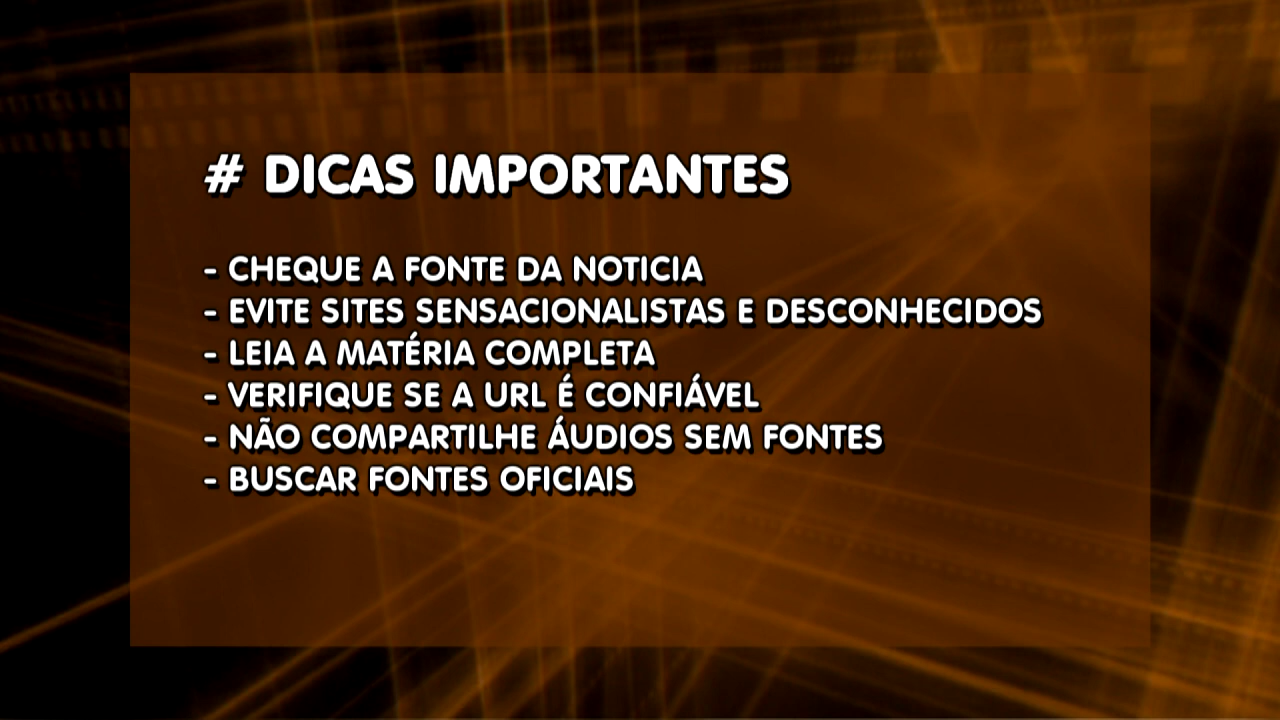 # DICAS IMPORTANTES
- CHEQUE A FONTE DA NOTICIA
- EVITE SITES SENSACIONALISTAS E DESCONHECIDOS
- LEIA A MATÉRIA COMPLETA
- VERIFIQUE SE A URL É CONFIÁVEL
- NÃO COMPARTILHE ÁUDIOS SEM FONTES
- BUSCAR FONTES OFICIAIS